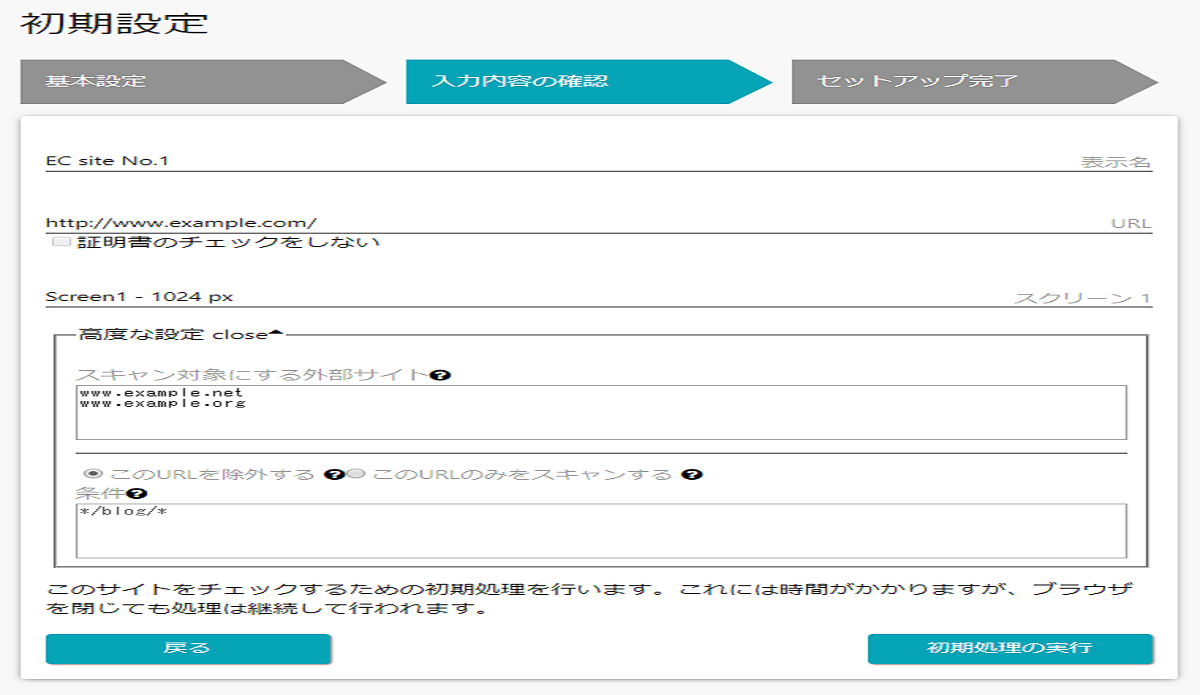 初期設定
基本設定
入力内容の確認
セットアップ完了
EC site No.1
表示名
http://www.example.com/
URL
証明書のチェックをしない
Screen1 - 1024 px
スクリーン 1
高度な設定 close
スキャン対象にする外部サイト?
www.example.net
www.example.org
このURLを除外する ? このURLのみをスキャンする ?
条件?
*/blog/*
このサイトをチェックするための初期処理を行います。これには時間がかかりますが、ブラウザ
を閉じても処理は継続して行われます。
戻る
初期処理の実行